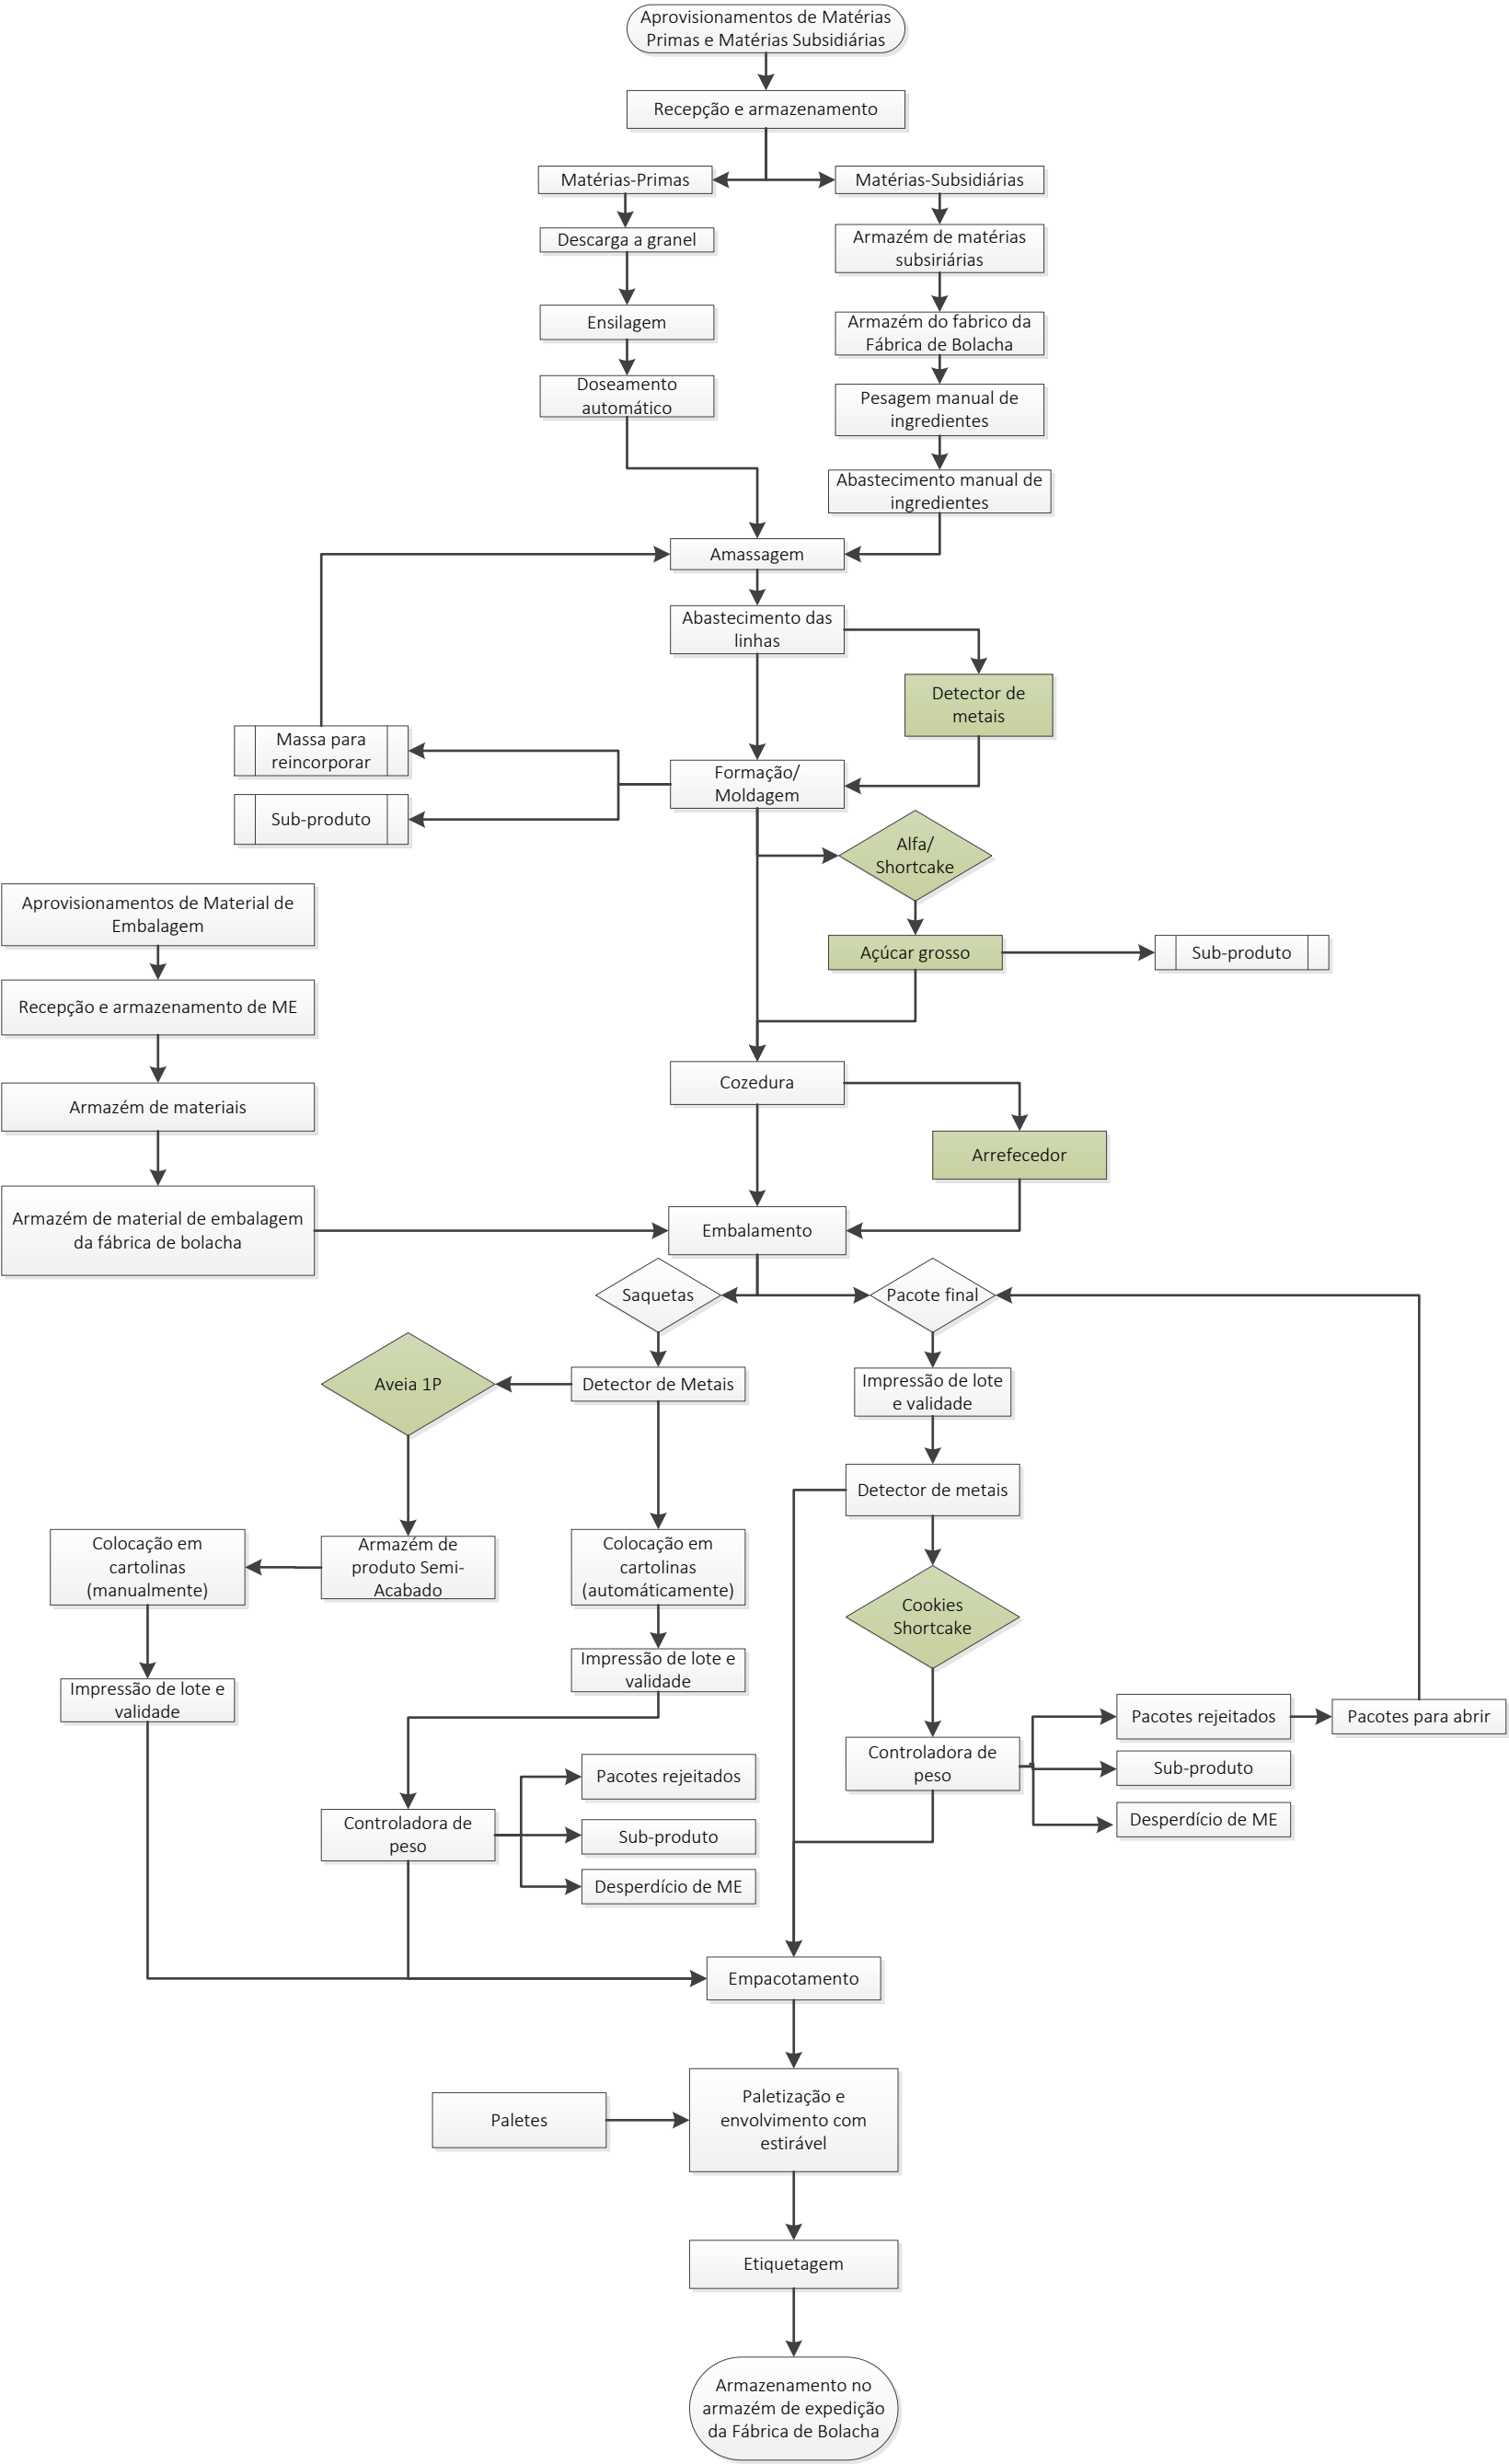 Aprovisionamentos de Matérias
Primas e Matérias Subsidiárias
Recepção e armazenamento
Matérias-Primas
Matérias-Subsidiárias
Descarga a granel
Armazém de matérias
subsiriárias
Ensilagem
Armazém do fabrico da
Fábrica de Bolacha
Doseamento
automático
Pesagem manual de
ingredientes
Abastecimento manual de
ingredientes
Amassagem
Abastecimento das
linhas
Detector de
metais
Massa para
reincorporar
Formação/
Moldagem
Sub-produto
Alfa/
Shortcake
Aprovisionamentos de Material de
Embalagem
Açúcar grosso
Sub-produto
Recepção e armazenamento de ME
Cozedura
Armazém de materiais
Arrefecedor
Armazém de material de embalagem
da fábrica de bolacha
Embalamento
Saquetas
Pacote final
Aveia 1P
Detector de Metais
Impressão de lote
e validade
Detector de metais
Colocação em
cartolinas
(manualmente)
Armazém de
produto Semi-
Acabado
Colocação em
cartolinas
(automáticamente)
Cookies
Shortcake
Impressão de lote e
validade
Impressão de lote e
validade
Pacotes rejeitados
Pacotes para abrir
Controladora de
peso
Sub-produto
Desperdício de ME
Pacotes rejeitados
Controladora de
peso
Sub-produto
Desperdício de ME
Empacotamento
Paletes
Paletização e
envolvimento com
estirável
Etiquetagem
Armazenamento no
armazém de expedição
da Fábrica de Bolacha